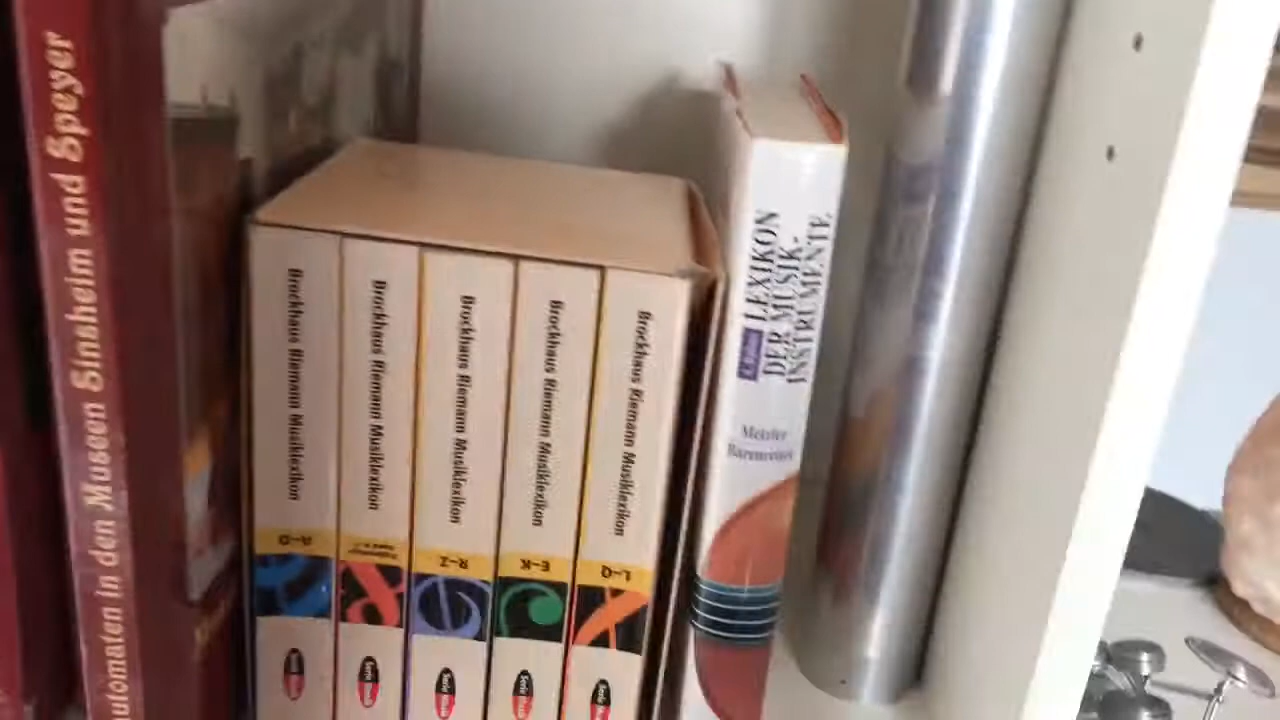 automaten in den Museen Sinsheim und Speyer
Brockhaus Riemann Musiklexikon
A–D
Brockhaus Riemann Musiklexikon
Brockhaus Riemann Musiklexikon
R–Z
Brockhaus Riemann Musiklexikon
E–K
Brockhaus Riemann Musiklexikon
L–Q
LEXIKON
DER MUSIK-
INSTRUMENTE
Metzler